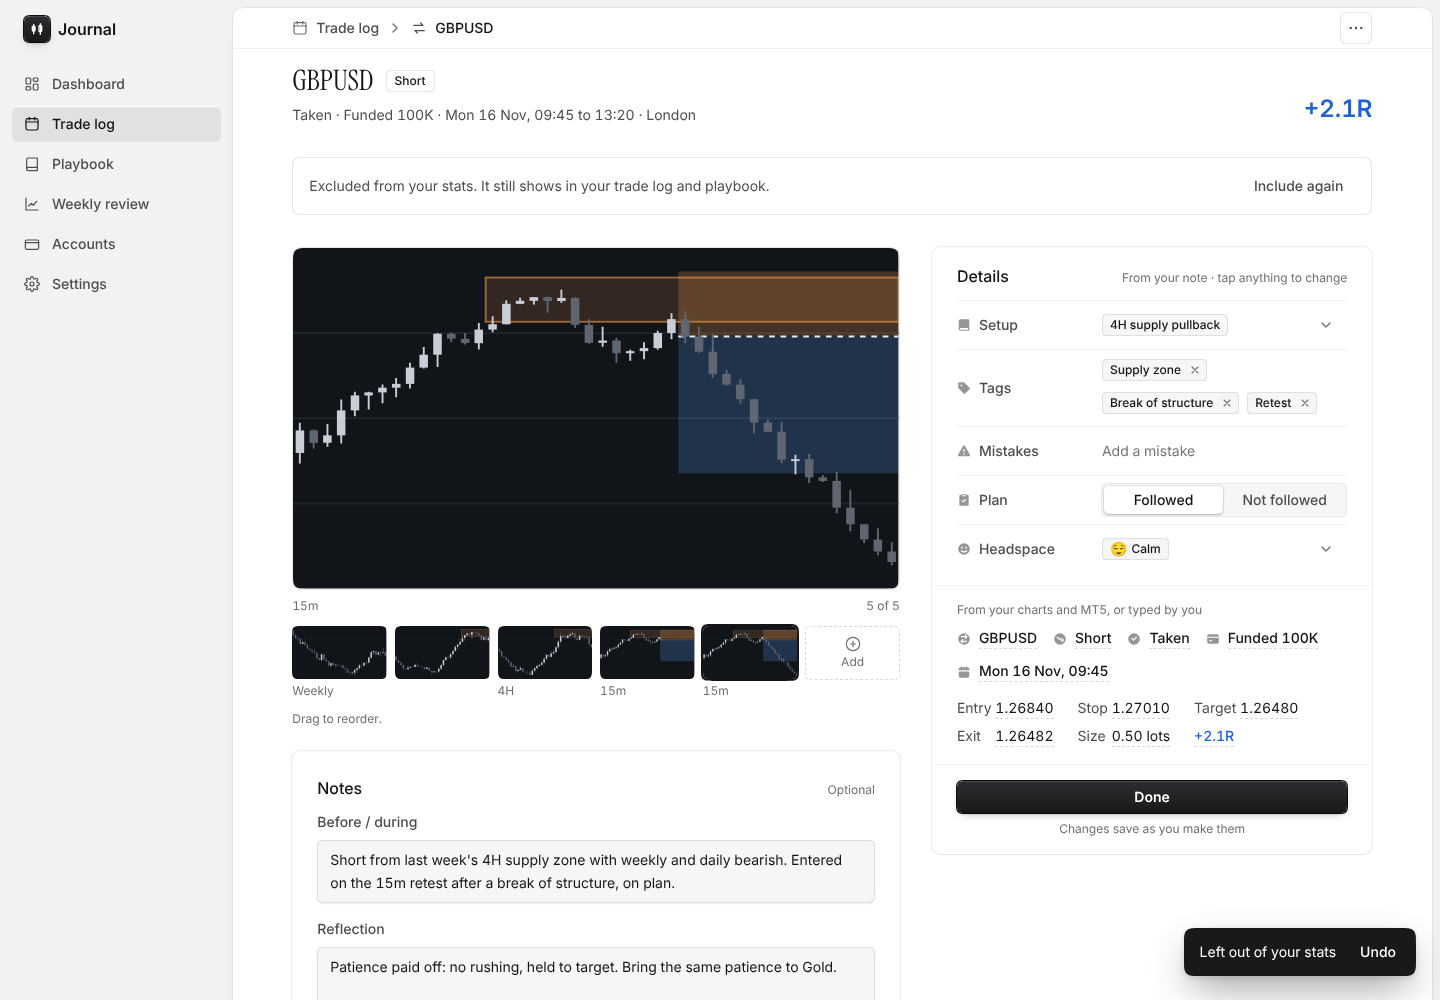 Journal
Dashboard
Trade log
Playbook
Weekly review
Accounts
Settings
Trade log
GBPUSD
GBPUSD
Short
Taken · Funded 100K · Mon 16 Nov, 09:45 to 13:20 · London
+2.1R
Excluded from your stats. It still shows in your trade log and playbook.
Include again
15m
5 of 5
Add
Weekly
4H
15m
15m
Drag to reorder.
Notes
Optional
Before / during
Short from last week's 4H supply zone with weekly and daily bearish. Entered
on the 15m retest after a break of structure, on plan.
Reflection
Patience paid off: no rushing, held to target. Bring the same patience to Gold.
Details
From your note · tap anything to change
Setup
4H supply pullback
Tags
Supply zone
Break of structure
Retest
Mistakes
Add a mistake
Plan
Followed
Not followed
Headspace
😌 Calm
From your charts and MT5, or typed by you
GBPUSD
Short
Taken
Funded 100K
Mon 16 Nov, 09:45
Entry 1.26840
Stop 1.27010
Target 1.26480
Exit 1.26482
Size 0.50 lots
+2.1R
Done
Changes save as you make them
Left out of your stats
Undo